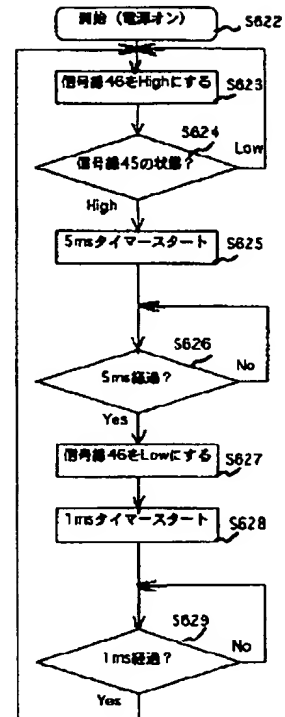 開始 (電源オン)
S622
信号線46をHighにする
S623
S624
信号線45の状態?
Low
High
5msタイマースタート
S625
S626
5ms経過?
No
Yes
信号線46をLowにする
S627
1msタイマースタート
S628
S629
1ms経過?
No
Yes